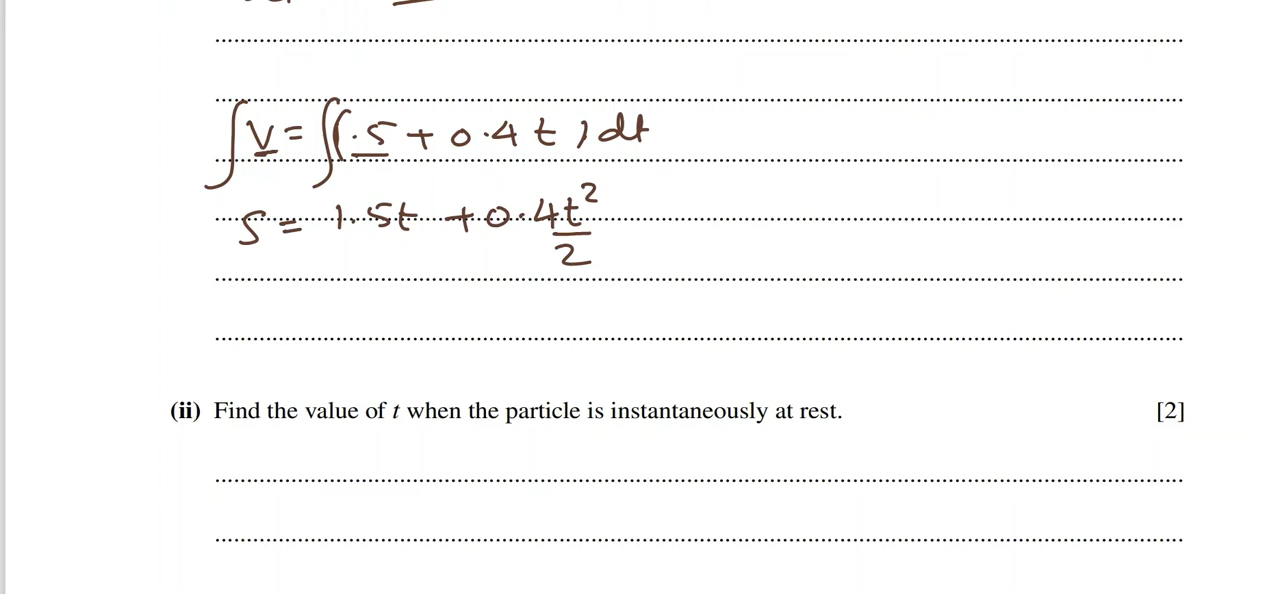 ∫v = ∫(1.5 + 0.4t) dt
S = 1.5t + 0.4t²/2
(ii) Find the value of t when the particle is instantaneously at rest. [2]